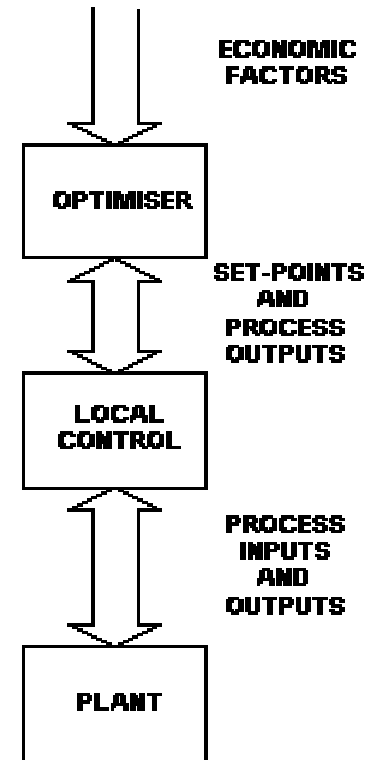 ECONOMIC
FACTORS
OPTIMISER
SET-POINTS
AND
PROCESS
OUTPUTS
LOCAL
CONTROL
PROCESS
INPUTS
AND
OUTPUTS
PLANT